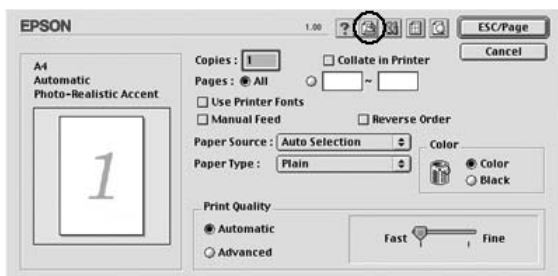 EPSON
1.00
?
ESC/Page
Cancel
A4
Automatic
Photo-Realistic Accent
1
Copies : 1
Collate in Printer
Pages : All ~
Use Printer Fonts
Manual Feed
Reverse Order
Paper Source : Auto Selection
Paper Type : Plain
Color
Color
Black
Print Quality
Automatic
Advanced
Fast
Fine